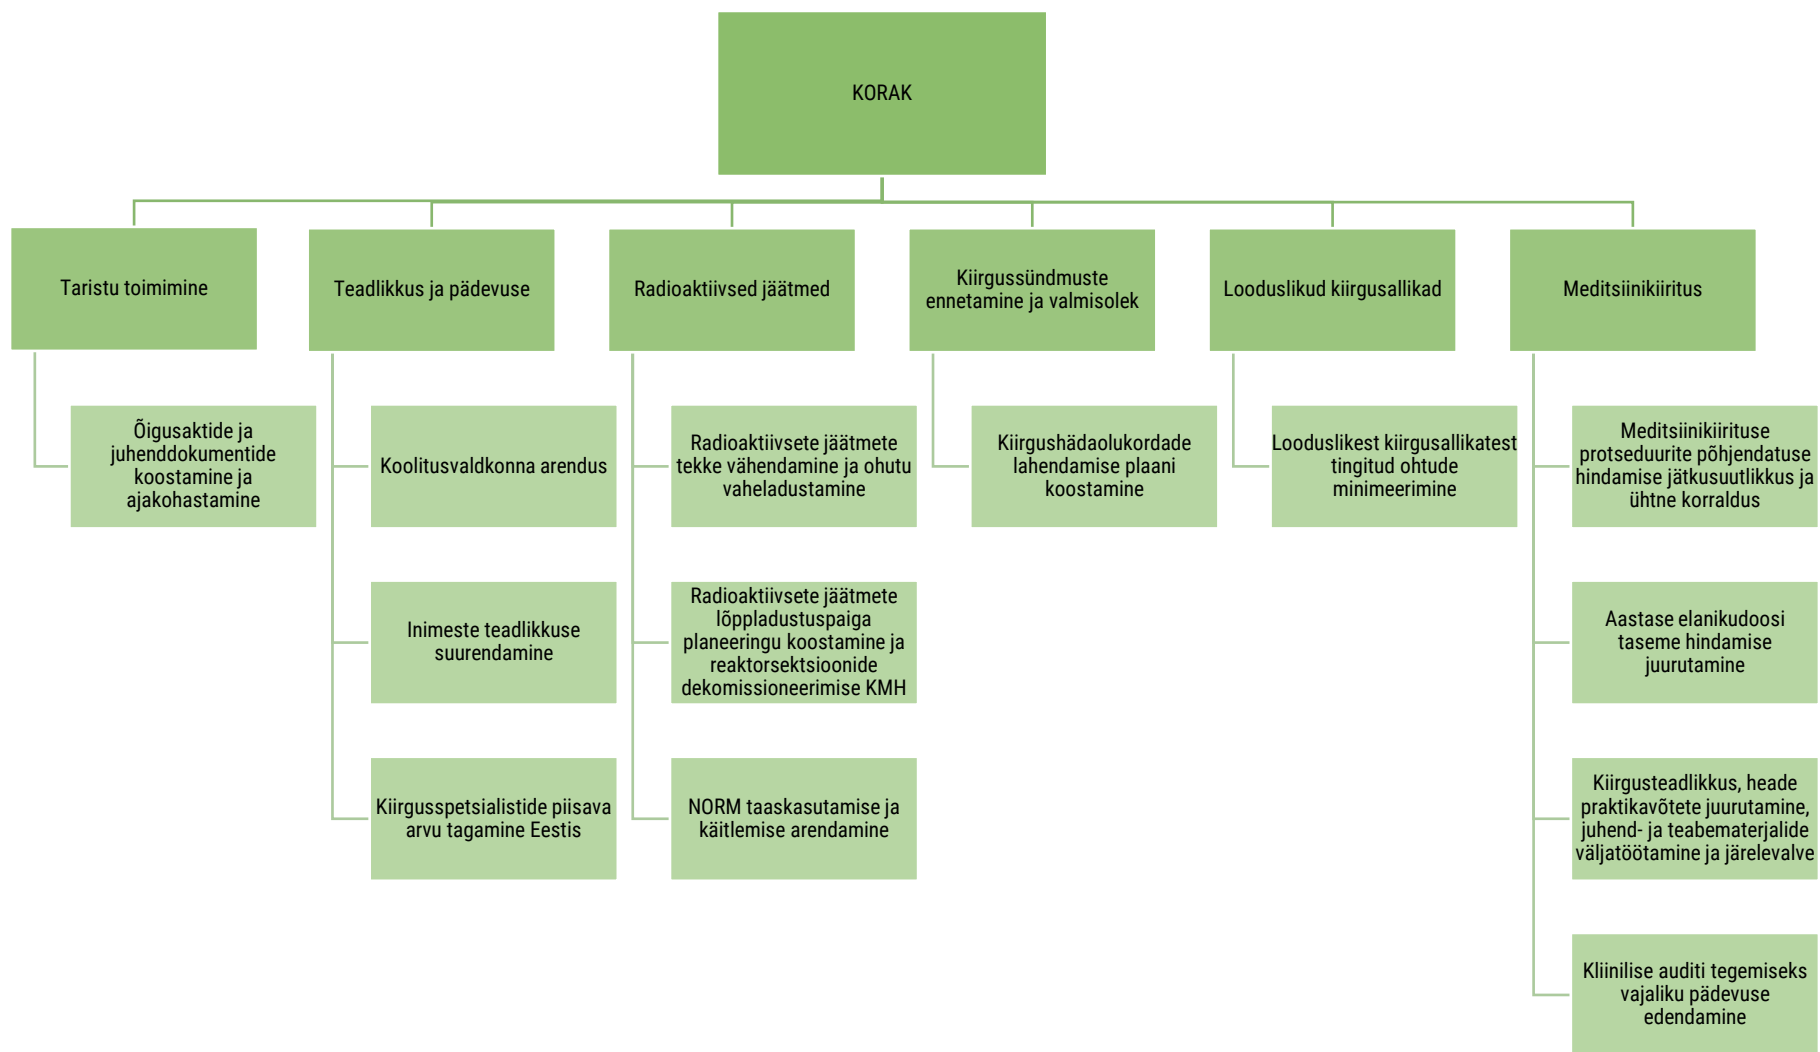 KORAK
Taristu toimimine
Õigusaktide ja
juhenddokumentide
koostamine ja
ajakohastamine
Teadlikkus ja pädevuse
Koolitusvaldkonna arendus
Inimeste teadlikkuse
suurendamine
Kiirgusspetsialistide piisava
arvu tagamine Eestis
Radioaktiivsed jäätmed
Radioaktiivsete jäätmete
tekke vähendamine ja ohutu
vaheladustamine
Radioaktiivsete jäätmete
lõppladustuspaiga
planeeringu koostamine ja
reaktorsektsioonide
dekomissioneerimise KMH
NORM taaskasutamise ja
käitlemise arendamine
Kiirgussündmuste
ennetamine ja valmisolek
Kiirgushädaolukordade
lahendamise plaani
koostamine
Looduslikud kiirgusallikad
Looduslikest kiirgusallikatest
tingitud ohtude
minimeerimine
Meditsiinikiiritus
Meditsiinikiirituse
protseduurite põhjendatuse
hindamise jätkusuutlikkus ja
ühtne korraldus
Aastase elanikudoosi
taseme hindamise
juurutamine
Kiirgusteadlikkus, heade
praktikavõtete juurutamine,
juhend- ja teabematerjalide
väljatöötamine ja järelevalve
Kliinilise auditi tegemiseks
vajaliku pädevuse
edendamine